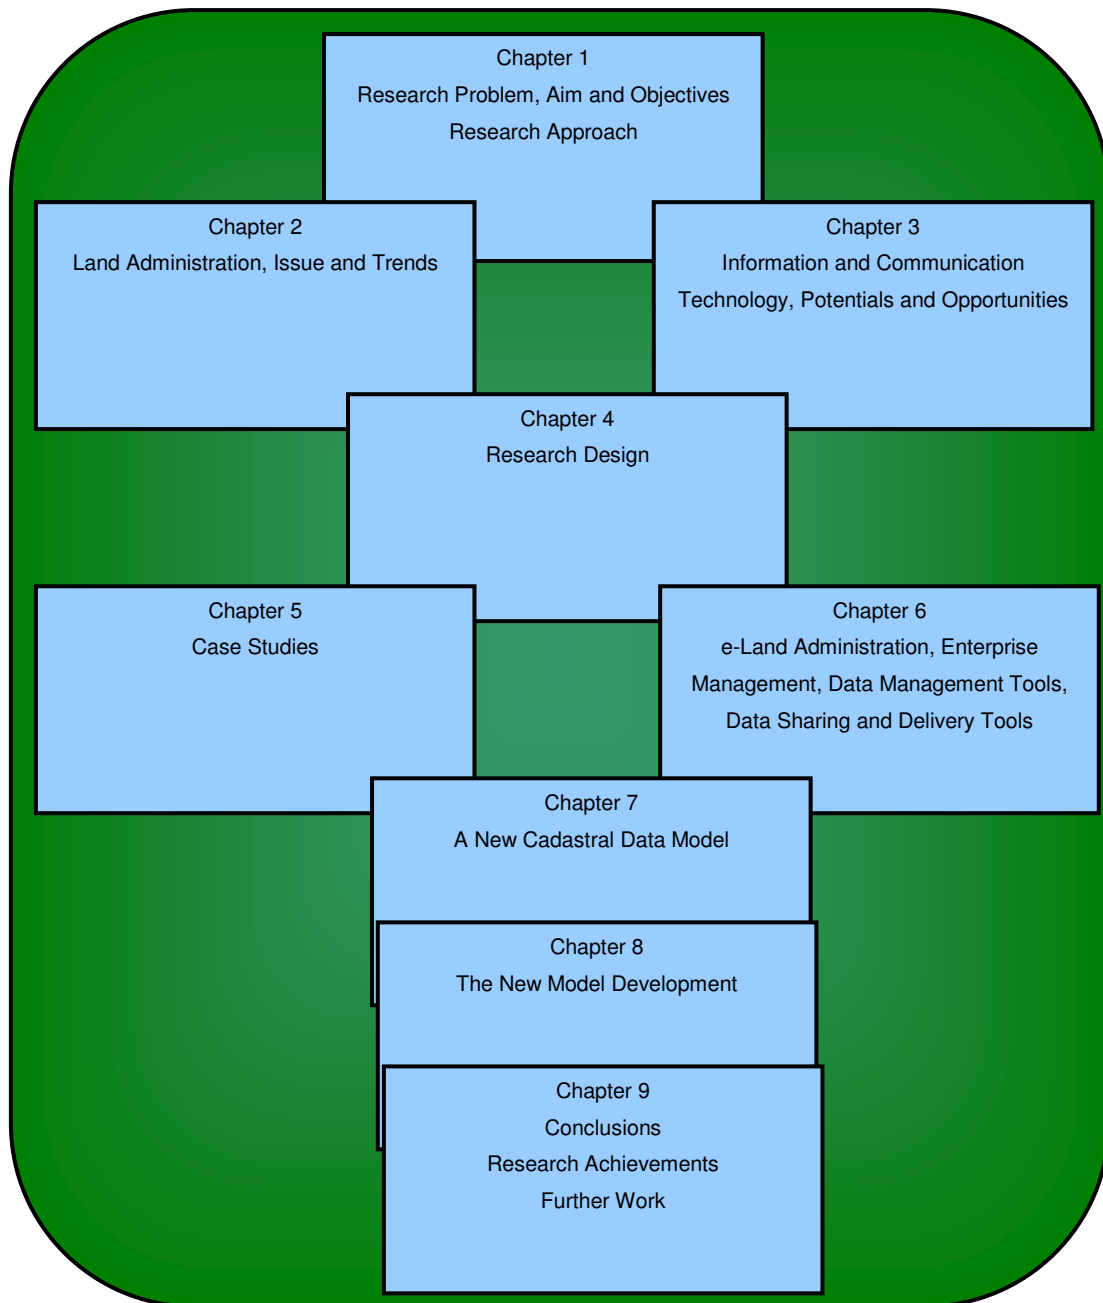 Chapter 1
Research Problem, Aim and Objectives
Research Approach
Chapter 2
Land Administration, Issue and Trends
Chapter 3
Information and Communication
Technology, Potentials and Opportunities
Chapter 4
Research Design
Chapter 5
Case Studies
Chapter 6
e-Land Administration, Enterprise
Management, Data Management Tools,
Data Sharing and Delivery Tools
Chapter 7
A New Cadastral Data Model
Chapter 8
The New Model Development
Chapter 9
Conclusions
Research Achievements
Further Work